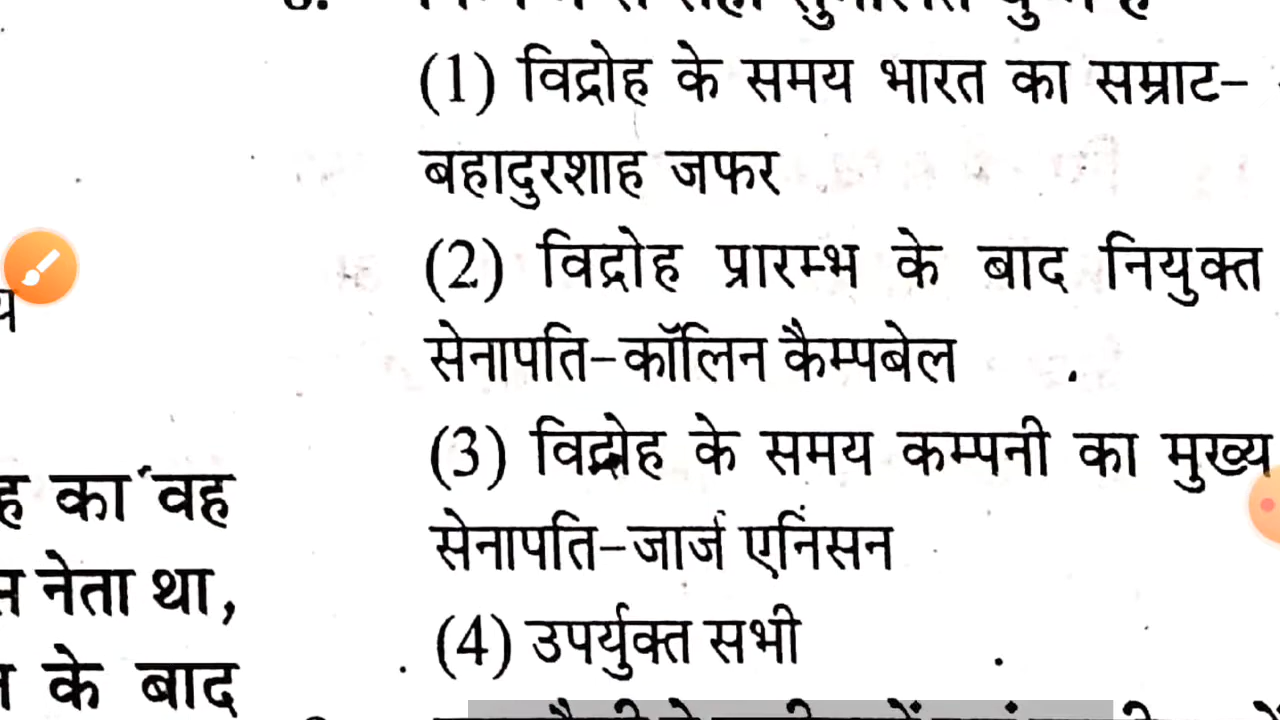 (1) विद्रोह के समय भारत का सम्राट-
बहादुरशाह जफर
(2) विद्रोह प्रारम्भ के बाद नियुक्त
सेनापति-कॉलिन कैम्पबेल
(3) विद्रोह के समय कम्पनी का मुख्य
सेनापति-जार्ज एनिंसन
(4) उपर्युक्त सभी
य
ह का वह
नेता था,
के बाद